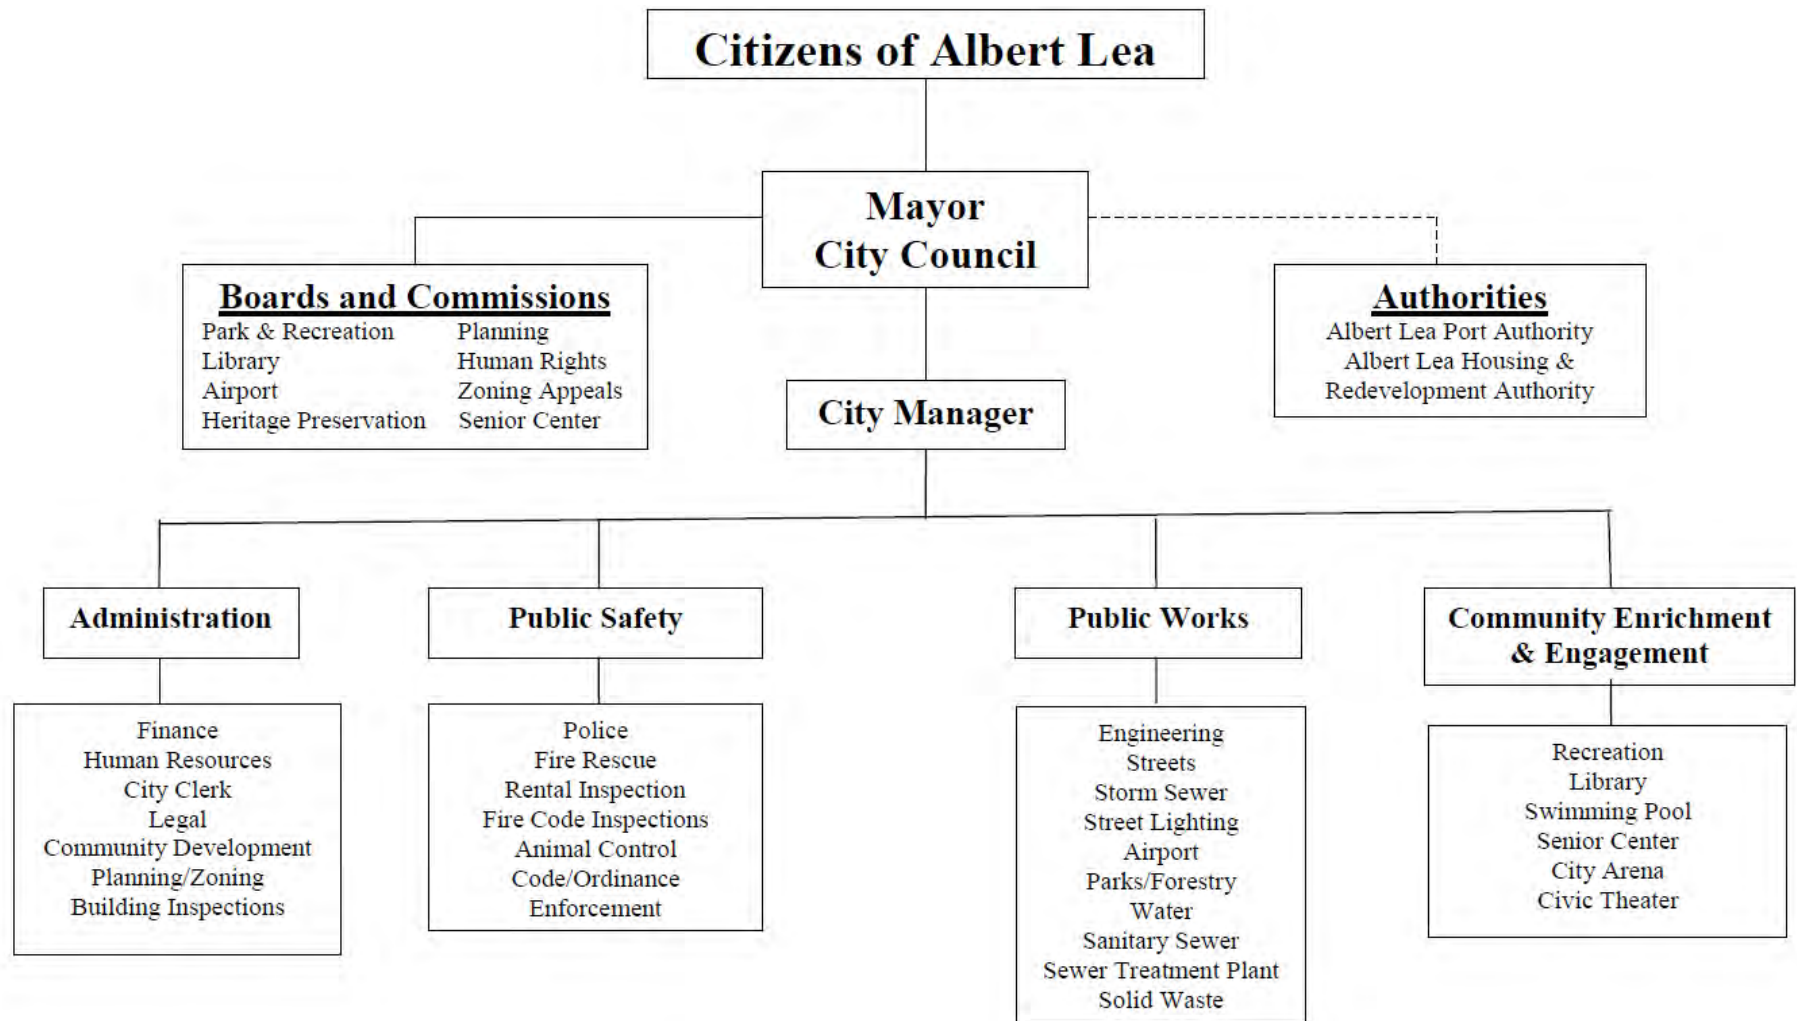 Citizens of Albert Lea
Mayor
City Council
Boards and Commissions
Park & Recreation Planning
Library Human Rights
Airport Zoning Appeals
Heritage Preservation Senior Center
Authorities
Albert Lea Port Authority
Albert Lea Housing &
Redevelopment Authority
City Manager
Administration
Finance
Human Resources
City Clerk
Legal
Community Development
Planning/Zoning
Building Inspections
Public Safety
Police
Fire Rescue
Rental Inspection
Fire Code Inspections
Animal Control
Code/Ordinance
Enforcement
Public Works
Engineering
Streets
Storm Sewer
Street Lighting
Airport
Parks/Forestry
Water
Sanitary Sewer
Sewer Treatment Plant
Solid Waste
Community Enrichment
& Engagement
Recreation
Library
Swimming Pool
Senior Center
City Arena
Civic Theater